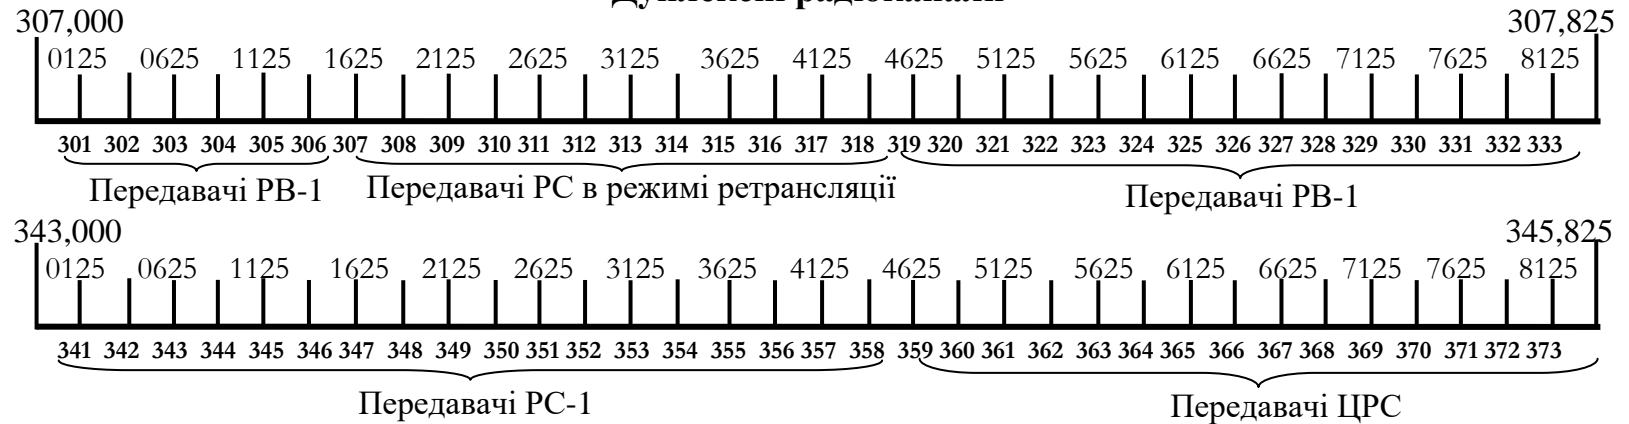 Дуплексні радіоканали
307,000 307,825
0125 0625 1125 1625 2125 2625 3125 3625 4125 4625 5125 5625 6125 6625 7125 7625 8125
301 302 303 304 305 306 307 308 309 310 311 312 313 314 315 316 317 318 319 320 321 322 323 324 325 326 327 328 329 330 331 332 333
Передавачі РВ-1 Передавачі РС в режимі ретрансляції Передавачі РВ-1
343,000 345,825
0125 0625 1125 1625 2125 2625 3125 3625 4125 4625 5125 5625 6125 6625 7125 7625 8125
341 342 343 344 345 346 347 348 349 350 351 352 353 354 355 356 357 358 359 360 361 362 363 364 365 366 367 368 369 370 371 372 373
Передавачі РС-1 Передавачі ЦРС